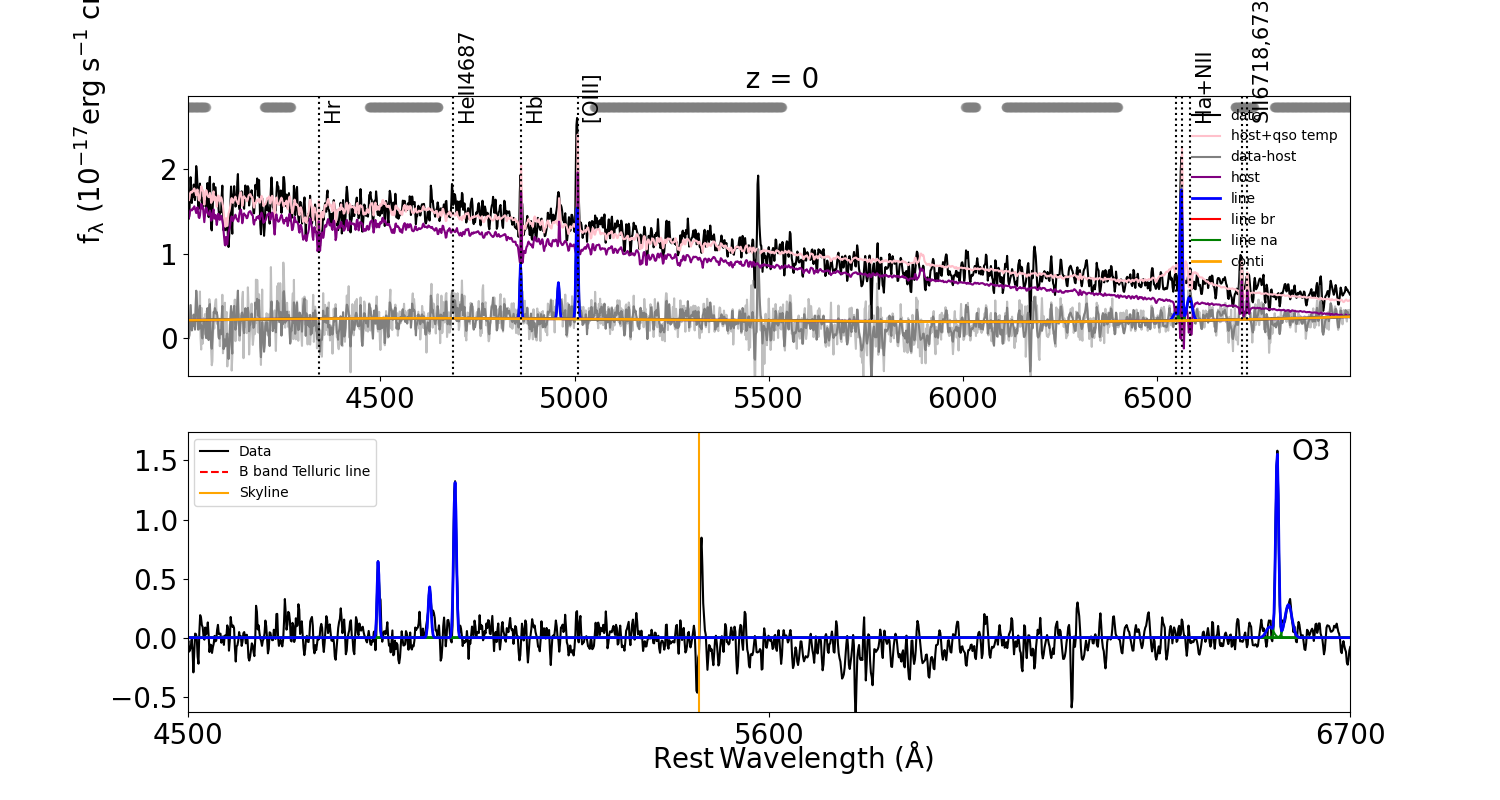 z = 0
f_λ (10^−17 erg s^−1 c
Hr
HeII4687
Hb
[OIII]
Ha+NII
SII6718,673
data
host+qso temp
data-host
host
line
line br
line na
conti
2
1
0
4500 5000 5500 6000 6500
O3
Data
B band Telluric line
Skyline
1.5
1.0
0.5
0.0
−0.5
4500 5600 6700
Rest Wavelength (Å)